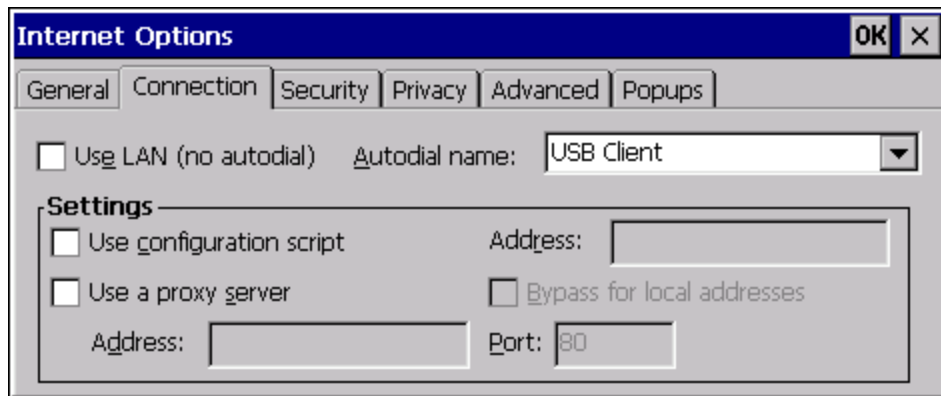 Internet Options OK ×
General Connection Security Privacy Advanced Popups
Use LAN (no autodial) Autodial name: USB Client
Settings
Use configuration script Address:
Use a proxy server Bypass for local addresses
Address: Port: 80